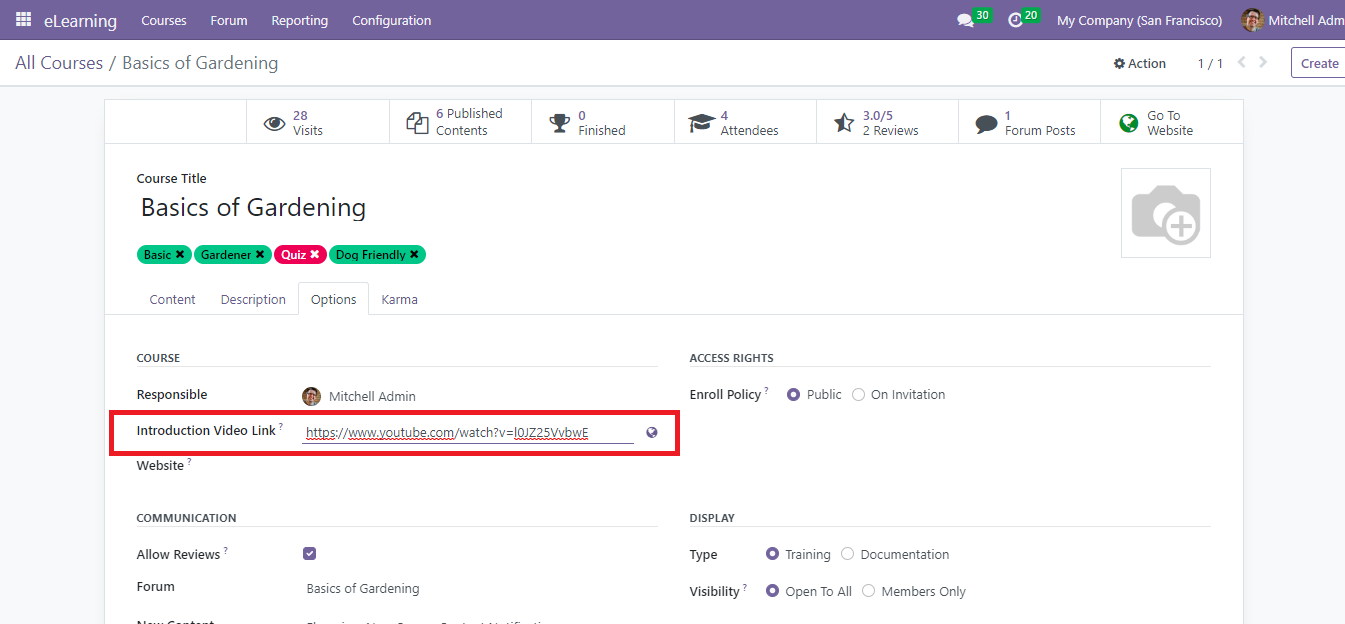 eLearning Courses Forum Reporting Configuration 30 20 My Company (San Francisco) Mitchell Adm
All Courses / Basics of Gardening Action 1 / 1 Create
28 Visits
6 Published Contents
0 Finished
4 Attendees
3.0/5 2 Reviews
1 Forum Posts
Go To Website
Course Title
Basics of Gardening
Basic ✖ Gardener ✖ Quiz ✖ Dog Friendly ✖
Content Description Options Karma
COURSE
Responsible Mitchell Admin
Introduction Video Link ? https://www.youtube.com/watch?v=l0JZ25VvbwE
Website ?
ACCESS RIGHTS
Enroll Policy ? Public On Invitation
COMMUNICATION
Allow Reviews ?
Forum Basics of Gardening
DISPLAY
Type Training Documentation
Visibility ? Open To All Members Only